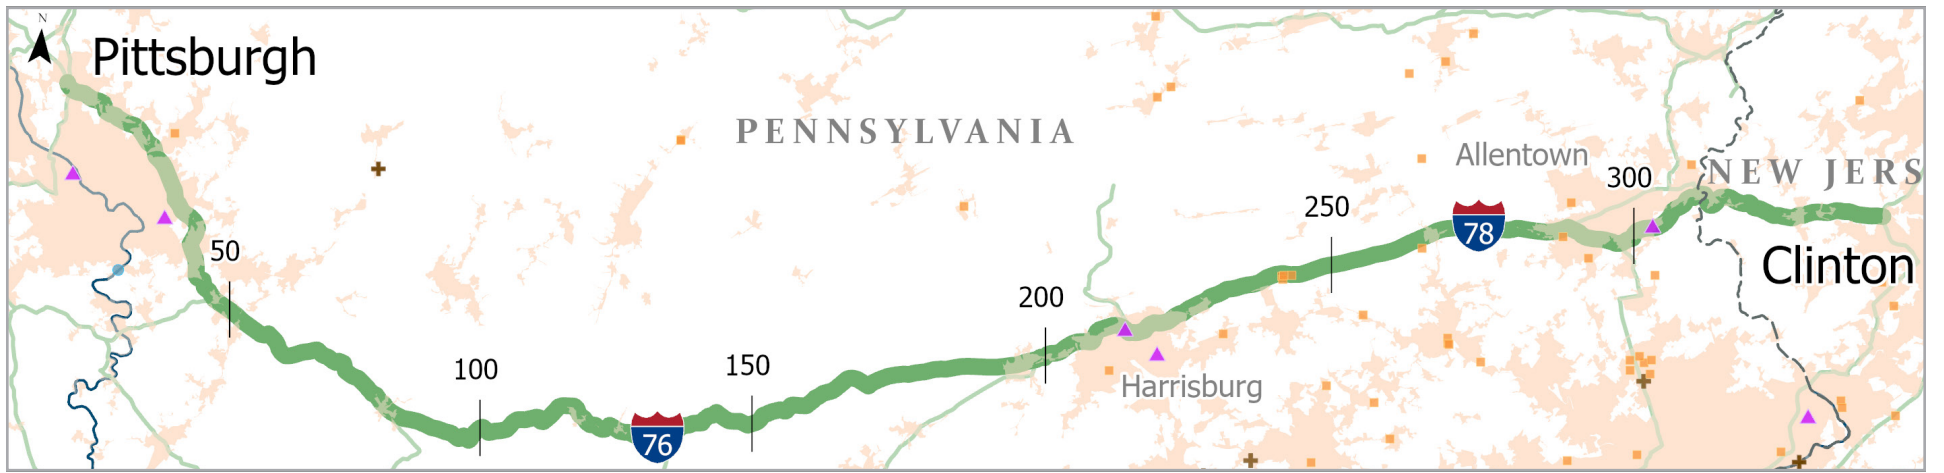 N
Pittsburgh
PENNSYLVANIA
Allentown
NEW JERS
300
250
78
50
Clinton
200
100
150
Harrisburg
76